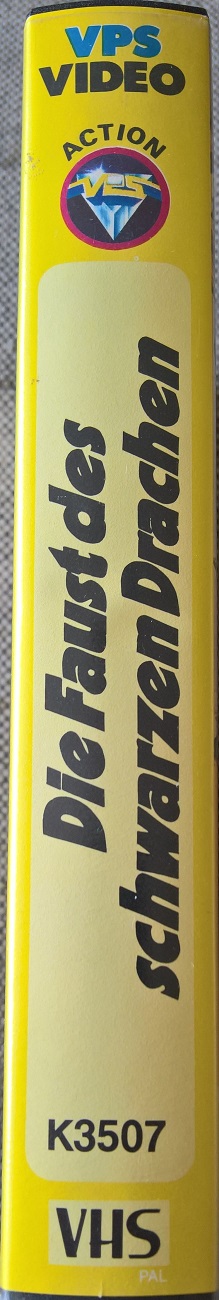 VPS
VIDEO
ACTION
VPS
Die Faust des
schwarzen Drachen
K3507
VHS
PAL